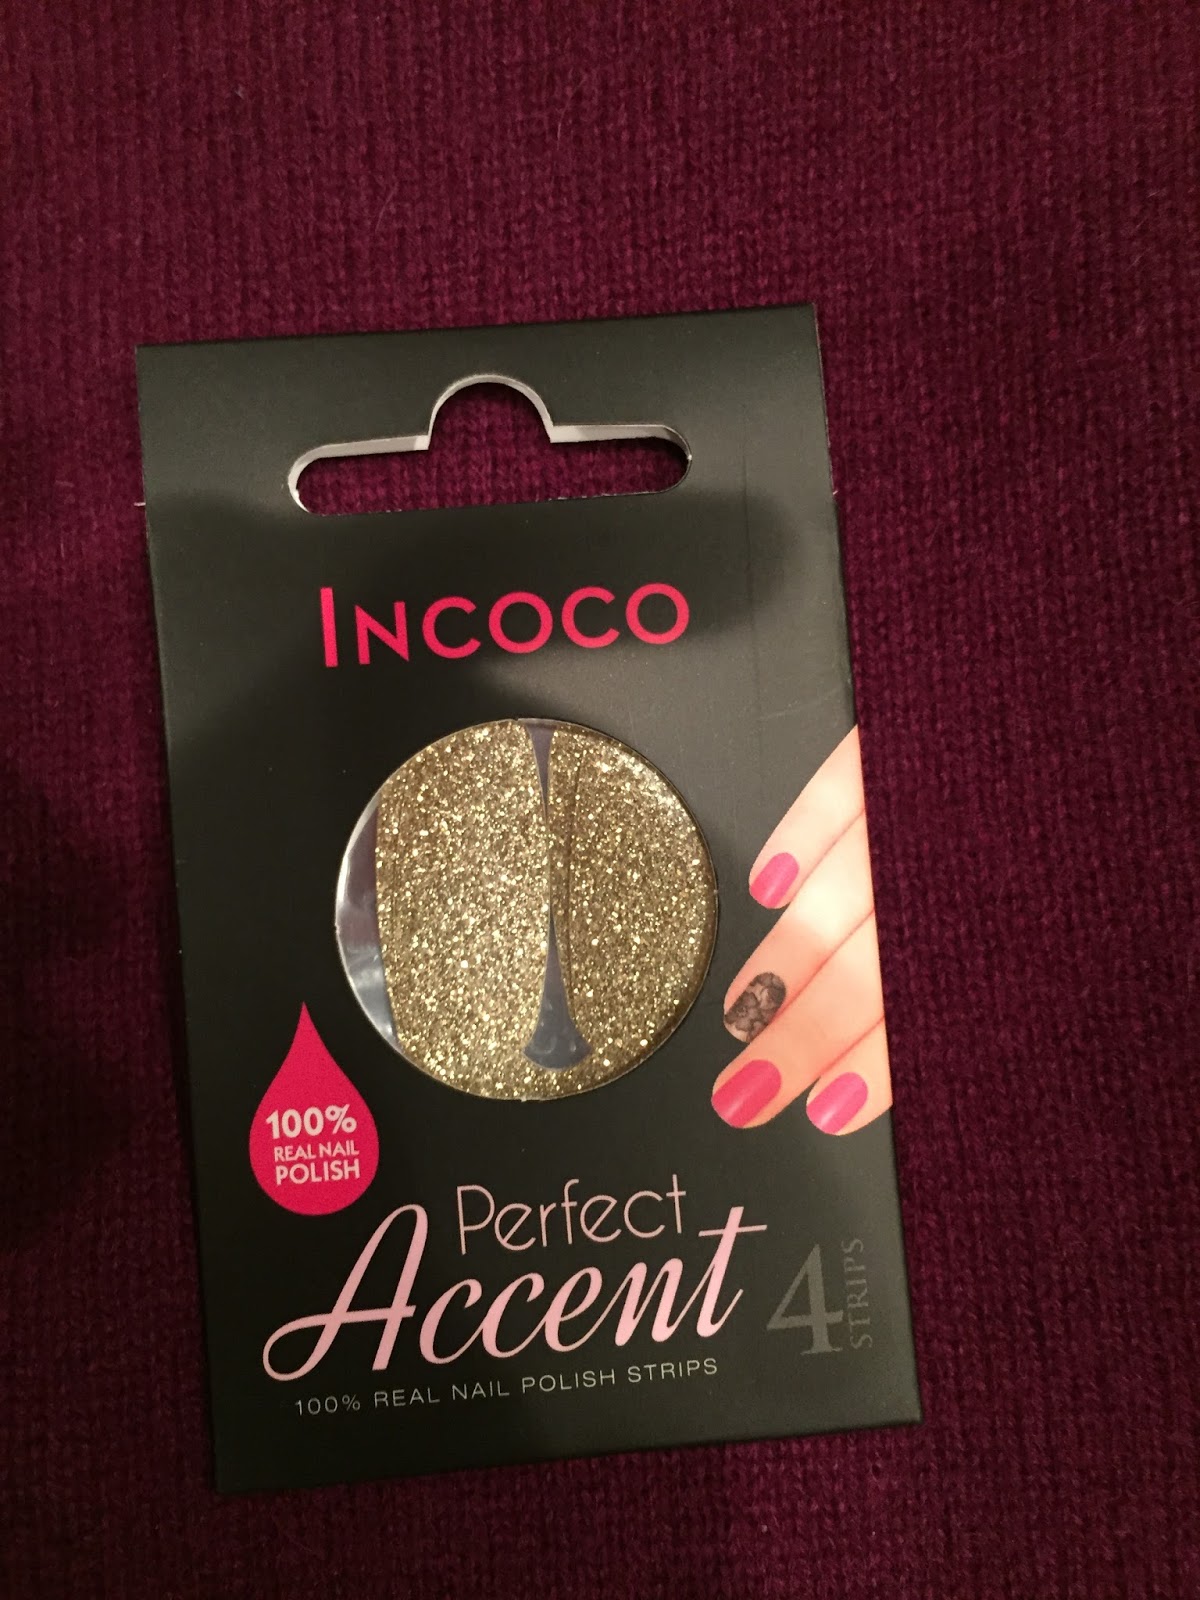 INCOCO
100%
REAL NAIL
POLISH
Perfect
Accent
100% REAL NAIL POLISH STRIPS
4
STRIPS